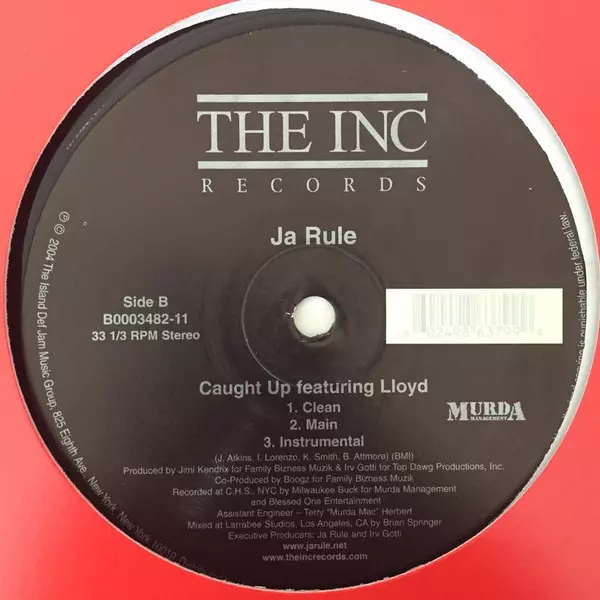 THE INC
RECORDS
Ja Rule
Side B
B0003482-11
33 1/3 RPM Stereo
Caught Up featuring Lloyd
1. Clean
2. Main
3. Instrumental
(J. Atkins, I. Lorenzo, K. Smith, B. Attmore) (BMI)
Produced by Jimi Kendrix for Family Bizness Muzik & Irv Gotti for Top Dawg Productions, Inc.
Co-Produced by Boogz for Family Bizness Muzik
Recorded at C.H.S., NYC by Milwaukee Buck for Murda Management
and Blessed One Entertainment
Assistant Engineer – Terry "Murda Mac" Herbert
Mixed at Larrabee Studios, Los Angeles, CA by Brian Springer
Executive Producers: Ja Rule and Irv Gotti
www.jarule.net
www.theincrecords.com
MURDA
MANAGEMENT
℗ © 2004 The Island Def Jam Music Group, 825 Eighth Ave., New York, New York 10019
is punishable under federal law.